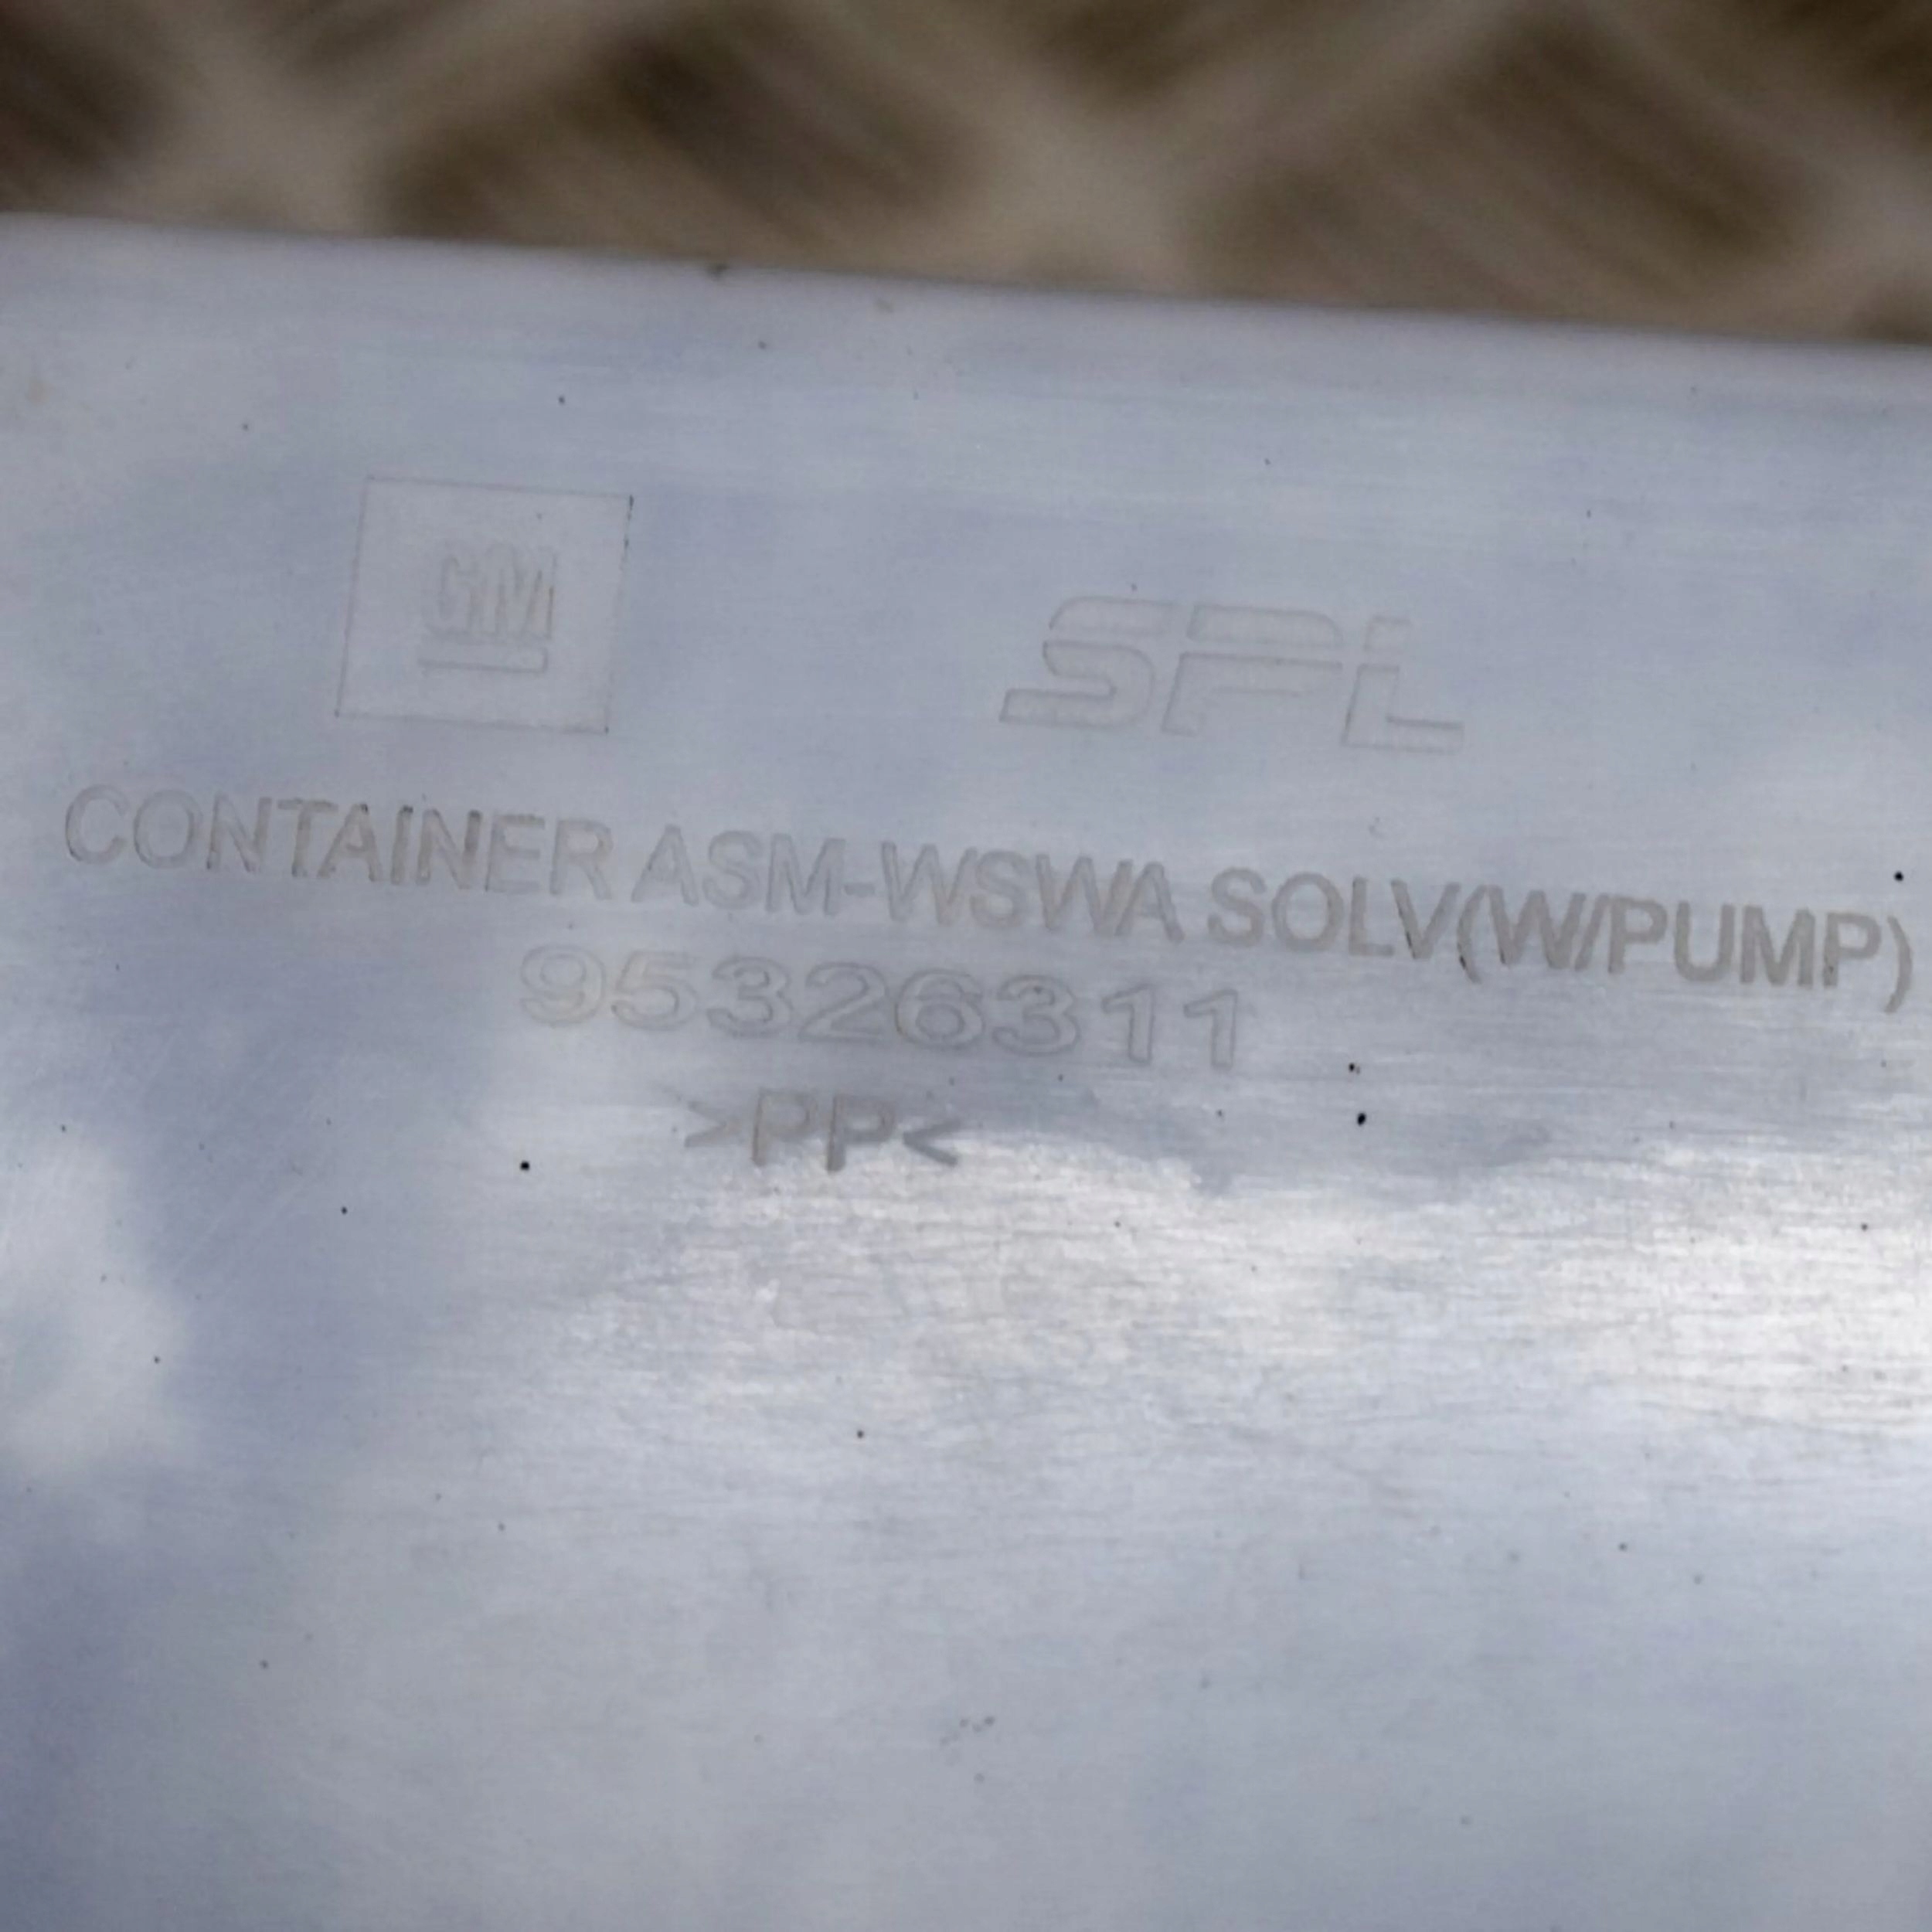 GM
SPL
CONTAINER ASM-WSWA SOLV(W/PUMP)
95326311
>PP<